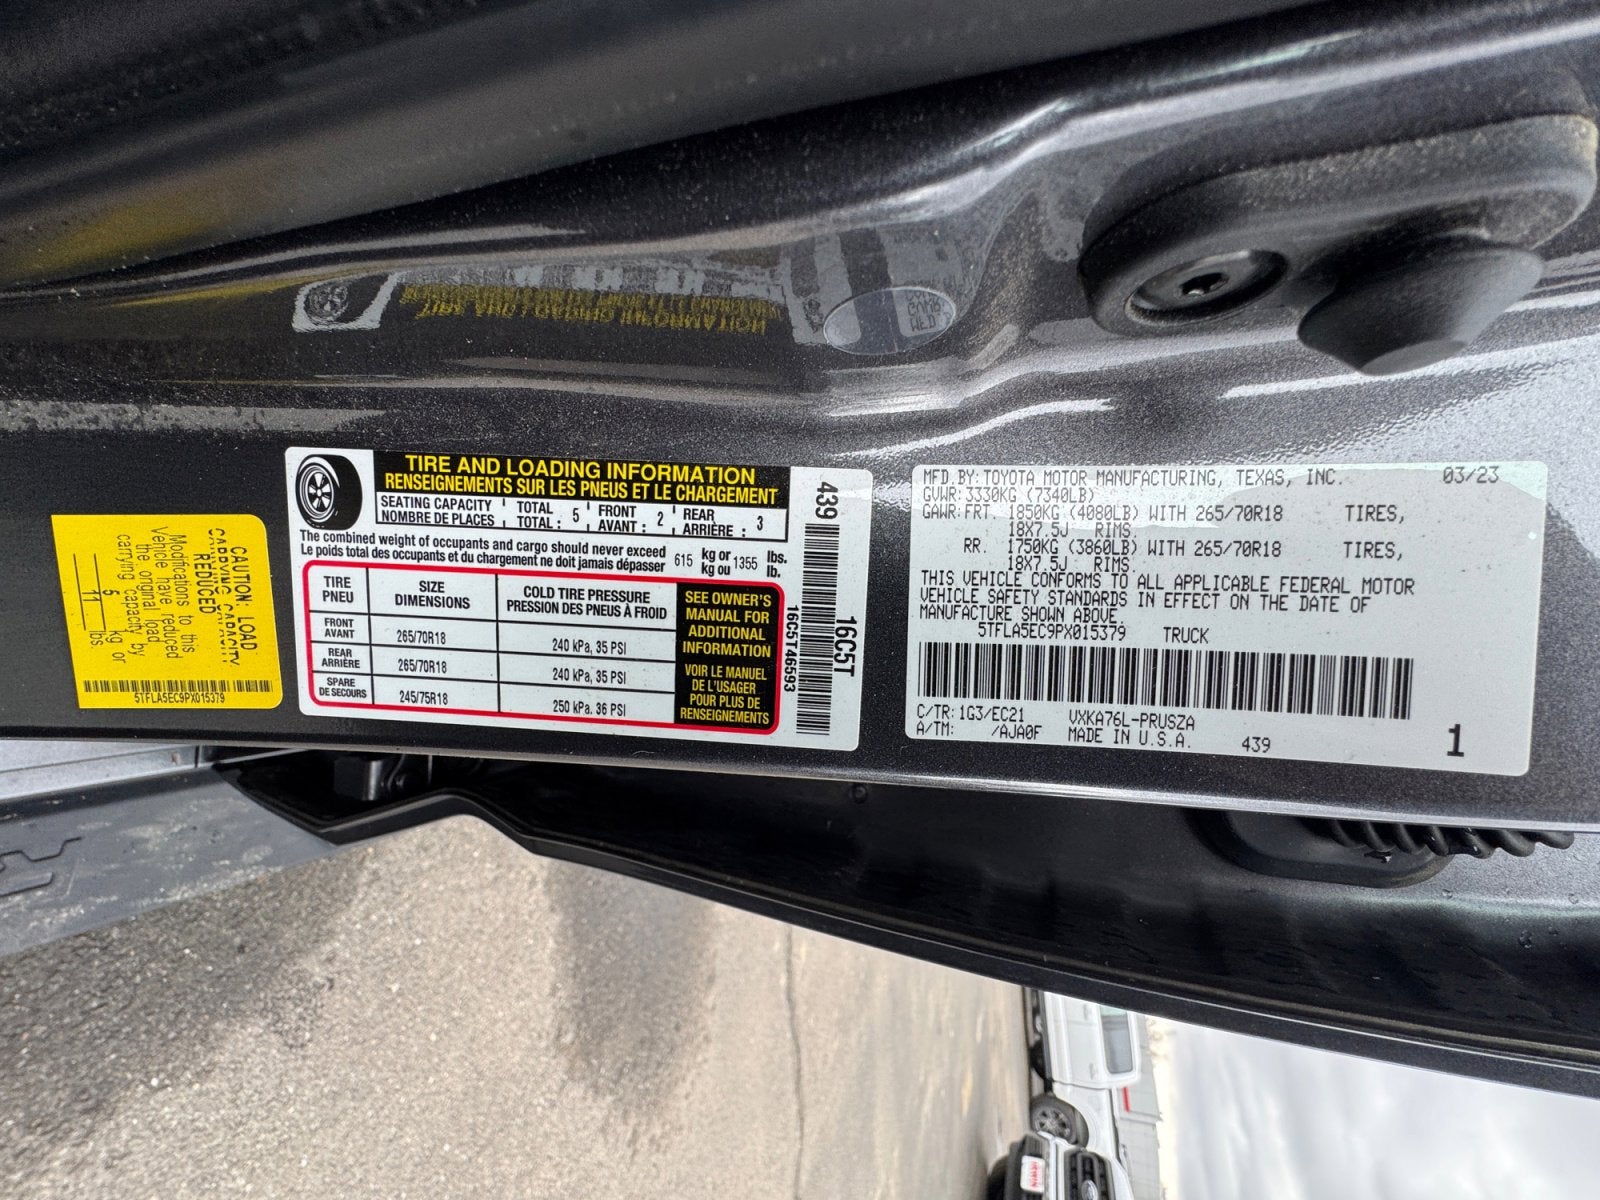 CAUTION: LOAD
CARRYING CAPACITY
REDUCED
Modifications to this
Vehicle have reduced
the original load
carrying capacity by
5 kg or
11 lbs
5TFLA5EC9PX015379
TIRE AND LOADING INFORMATION
RENSEIGNEMENTS SUR LES PNEUS ET LE CHARGEMENT
SEATING CAPACITY TOTAL FRONT REAR
NOMBRE DE PLACES TOTAL : 5 AVANT : 2 ARRIÈRE : 3
The combined weight of occupants and cargo should never exceed 615 kg or 1355 lbs.
Le poids total des occupants et du chargement ne doit jamais dépasser kg ou lb.
TIRE SIZE COLD TIRE PRESSURE
PNEU DIMENSIONS PRESSION DES PNEUS À FROID
FRONT
AVANT 265/70R18 240 kPa, 35 PSI
REAR
ARRIÈRE 265/70R18 240 kPa, 35 PSI
SPARE
DE SECOURS 245/75R18 250 kPa. 36 PSI
SEE OWNER'S
MANUAL FOR
ADDITIONAL
INFORMATION
VOIR LE MANUEL
DE L'USAGER
POUR PLUS DE
RENSEIGNEMENTS
439
16C5T
16C5T46593
MFD BY: TOYOTA MOTOR MANUFACTURING, TEXAS, INC. 03/23
GVWR: 3330KG (7340LB)
GAWR: FRT. 1850KG (4080LB) WITH 265/70R18 TIRES,
18X7.5J RIMS.
RR. 1750KG (3860LB) WITH 265/70R18 TIRES,
18X7.5J RIMS.
THIS VEHICLE CONFORMS TO ALL APPLICABLE FEDERAL MOTOR
VEHICLE SAFETY STANDARDS IN EFFECT ON THE DATE OF
MANUFACTURE SHOWN ABOVE.
5TFLA5EC9PX015379 TRUCK
C/TR: 1G3/EC21 VXKA76L-PRUSZA
A/TM: /AJA0F MADE IN U.S.A. 439
1